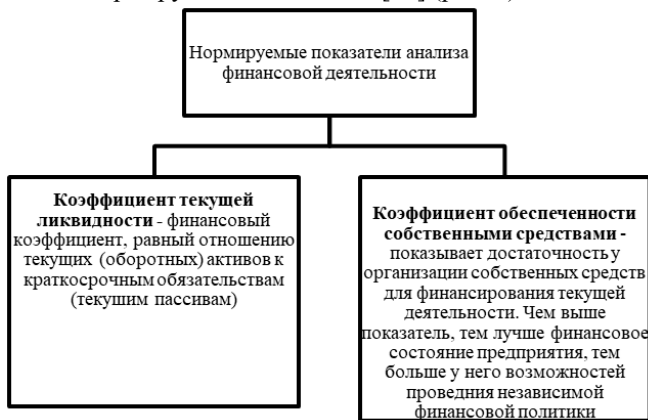 Нормируемые показатели анализа
финансовой деятельности
Коэффициент текущей
ликвидности - финансовый
коэффициент, равный отношению
текущих (оборотных) активов к
краткосрочным обязательствам
(текушим пассивам)
Коэффициент обеспеченности
собственными средствами -
показывает достаточность у
организации собственных средств
для финансирования текущей
деятельности. Чем выше
показатель, тем лучше финансовое
состояние предприятия, тем
больше у него возможностей
проведния независимой
финансовой политики